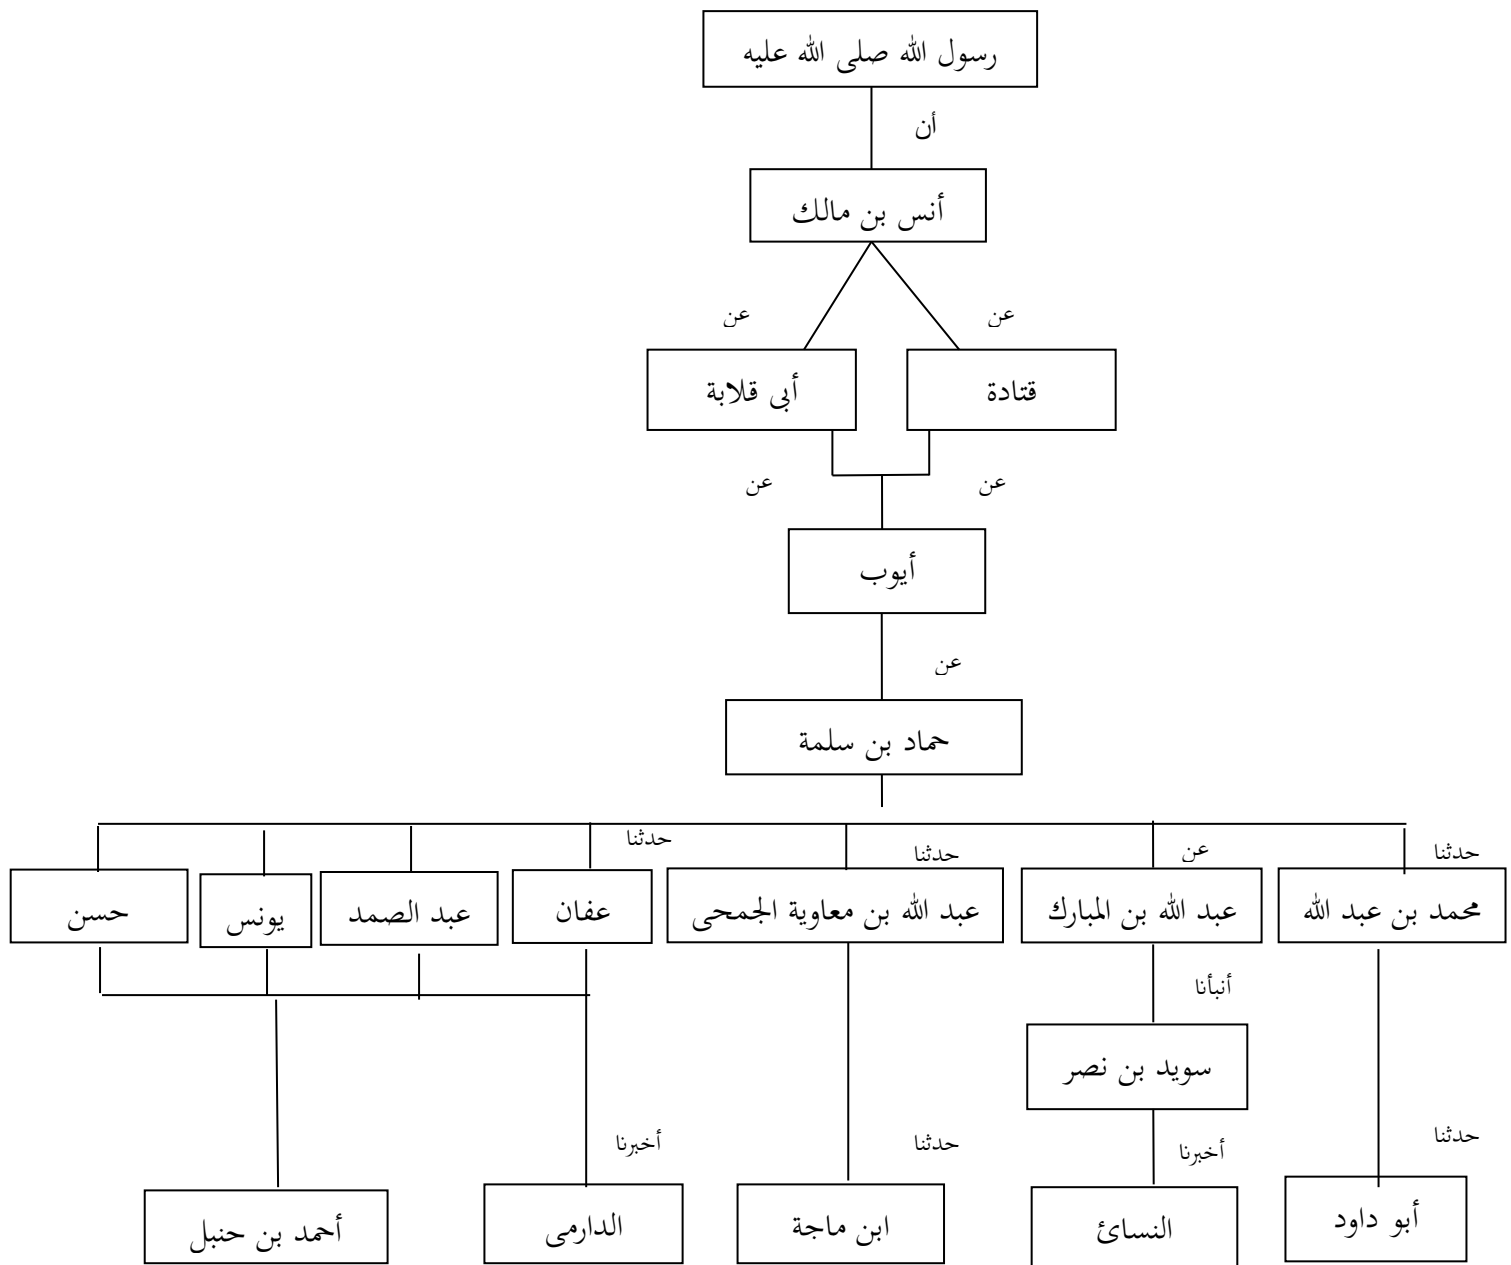 رسول الله صلى الله عليه
أن
أنس بن مالك
عن
عن
قتادة
أبى قلابة
عن
عن
أيوب
عن
حماد بن سلمة
حدثنا
عن
حدثنا
حدثنا
محمد بن عبد الله
عبد الله بن المبارك
عبد الله بن معاوية الجمحى
عفان
عبد الصمد
يونس
حسن
أنبأنا
سويد بن نصر
حدثنا
أخبرنا
حدثنا
أخبرنا
أبو داود
النسائ
ابن ماجة
الدارمى
أحمد بن حنبل